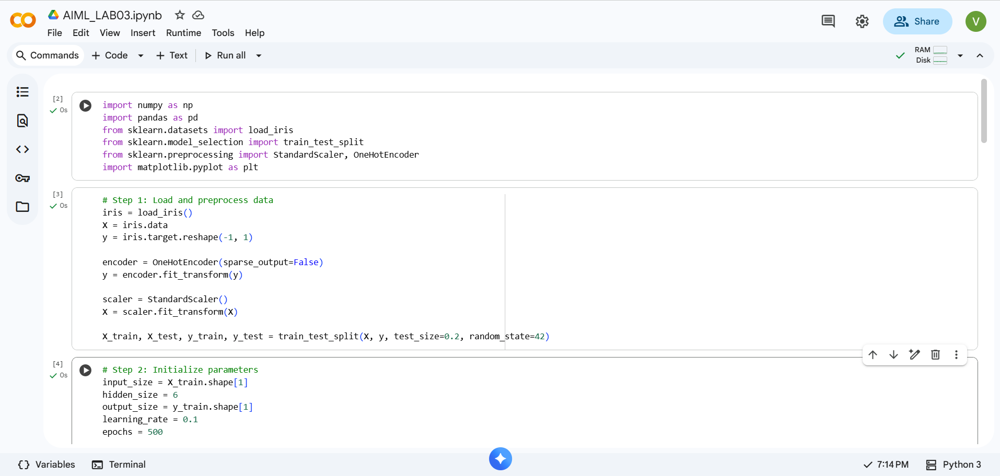 AIML_LAB03.ipynb
File Edit View Insert Runtime Tools Help
Share
V
Commands + Code + Text Run all
RAM
Disk
[2]
0s
import numpy as np
import pandas as pd
from sklearn.datasets import load_iris
from sklearn.model_selection import train_test_split
from sklearn.preprocessing import StandardScaler, OneHotEncoder
import matplotlib.pyplot as plt
[3]
0s
# Step 1: Load and preprocess data
iris = load_iris()
X = iris.data
y = iris.target.reshape(-1, 1)
encoder = OneHotEncoder(sparse_output=False)
y = encoder.fit_transform(y)
scaler = StandardScaler()
X = scaler.fit_transform(X)
X_train, X_test, y_train, y_test = train_test_split(X, y, test_size=0.2, random_state=42)
[4]
0s
# Step 2: Initialize parameters
input_size = X_train.shape[1]
hidden_size = 6
output_size = y_train.shape[1]
learning_rate = 0.1
epochs = 500
Variables Terminal
7:14 PM Python 3